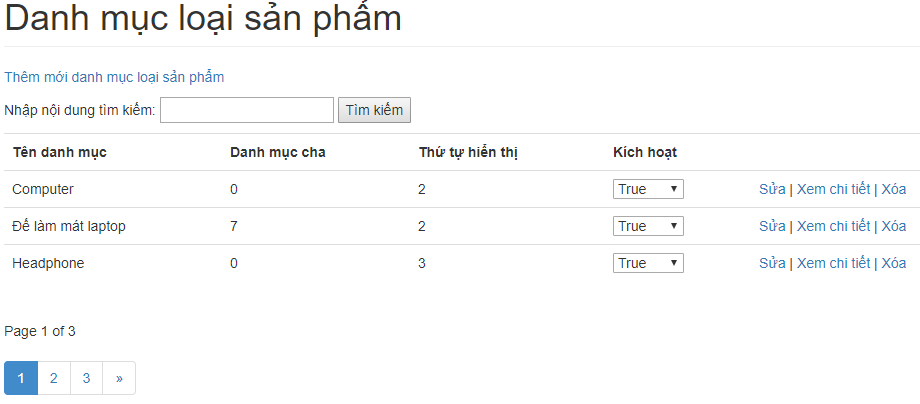 Danh mục loại sản phẩm
Thêm mới danh mục loại sản phẩm
Nhập nội dung tìm kiếm: Tìm kiếm
Tên danh mục Danh mục cha Thứ tự hiển thị Kích hoạt
Computer 0 2 True Sửa | Xem chi tiết | Xóa
Đế làm mát laptop 7 2 True Sửa | Xem chi tiết | Xóa
Headphone 0 3 True Sửa | Xem chi tiết | Xóa
Page 1 of 3
1 2 3 »